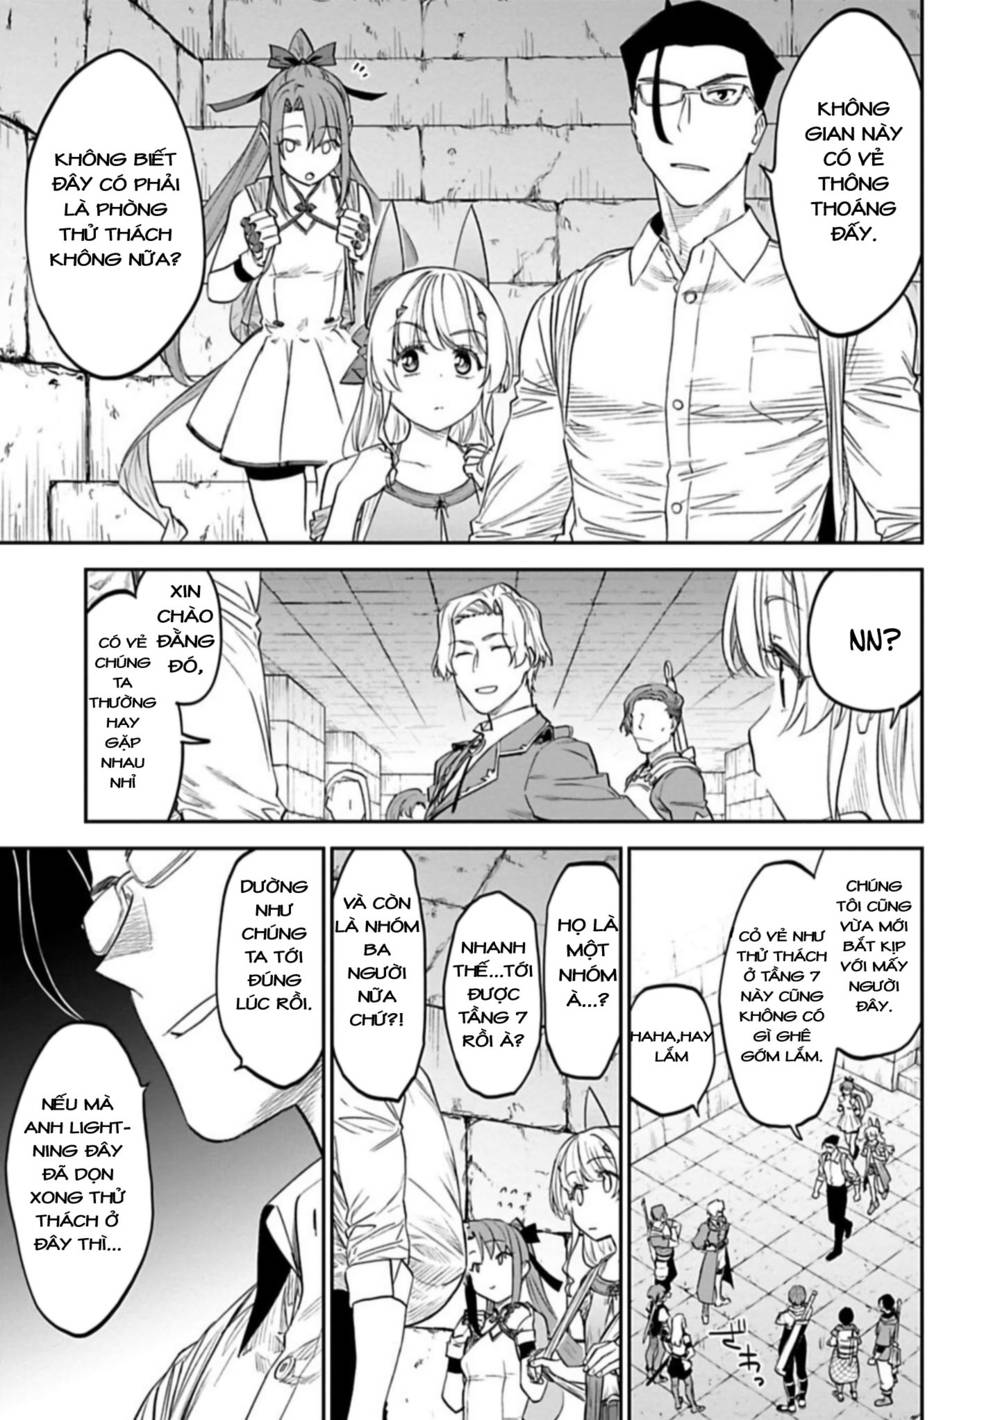 KHÔNG
GIAN NÀY
CÓ VẺ
THÔNG
THOÁNG
ĐẤY.
KHÔNG BIẾT
ĐÂY CÓ PHẢI
LÀ PHÒNG
THỬ THÁCH
KHÔNG NỮA?
NN?
XIN
CHÀO
ĐẰNG
ĐÓ,
CÓ VẺ
CHÚNG
TA
THƯỜNG
HAY
GẶP
NHAU
NHỈ
CHÚNG
TÔI CŨNG
VỪA MỚI
BẮT KỊP
VỚI MẤY
NGƯỜI
ĐÂY.
CÓ VẺ NHƯ
THỬ THÁCH
Ở TẦNG 7
NÀY CŨNG
KHÔNG CÓ
GÌ GHÊ
GỚM LẮM.
HAHA,HAY
LẮM
ざわ?
HỌ LÀ
MỘT
NHÓM
À...?
NHANH
THẾ...TỚI
ĐƯỢC
TẦNG 7
RỒI À?
VÀ CÒN
LÀ NHÓM
BA
NGƯỜI
NỮA
CHỨ?!
DƯỜNG
NHƯ
CHÚNG
TA TỚI
ĐÚNG
LÚC RỒI.
NẾU MÀ
ANH LIGHT-
NING ĐÂY
ĐÃ DỌN
XONG THỬ
THÁCH Ở
ĐÂY THÌ...